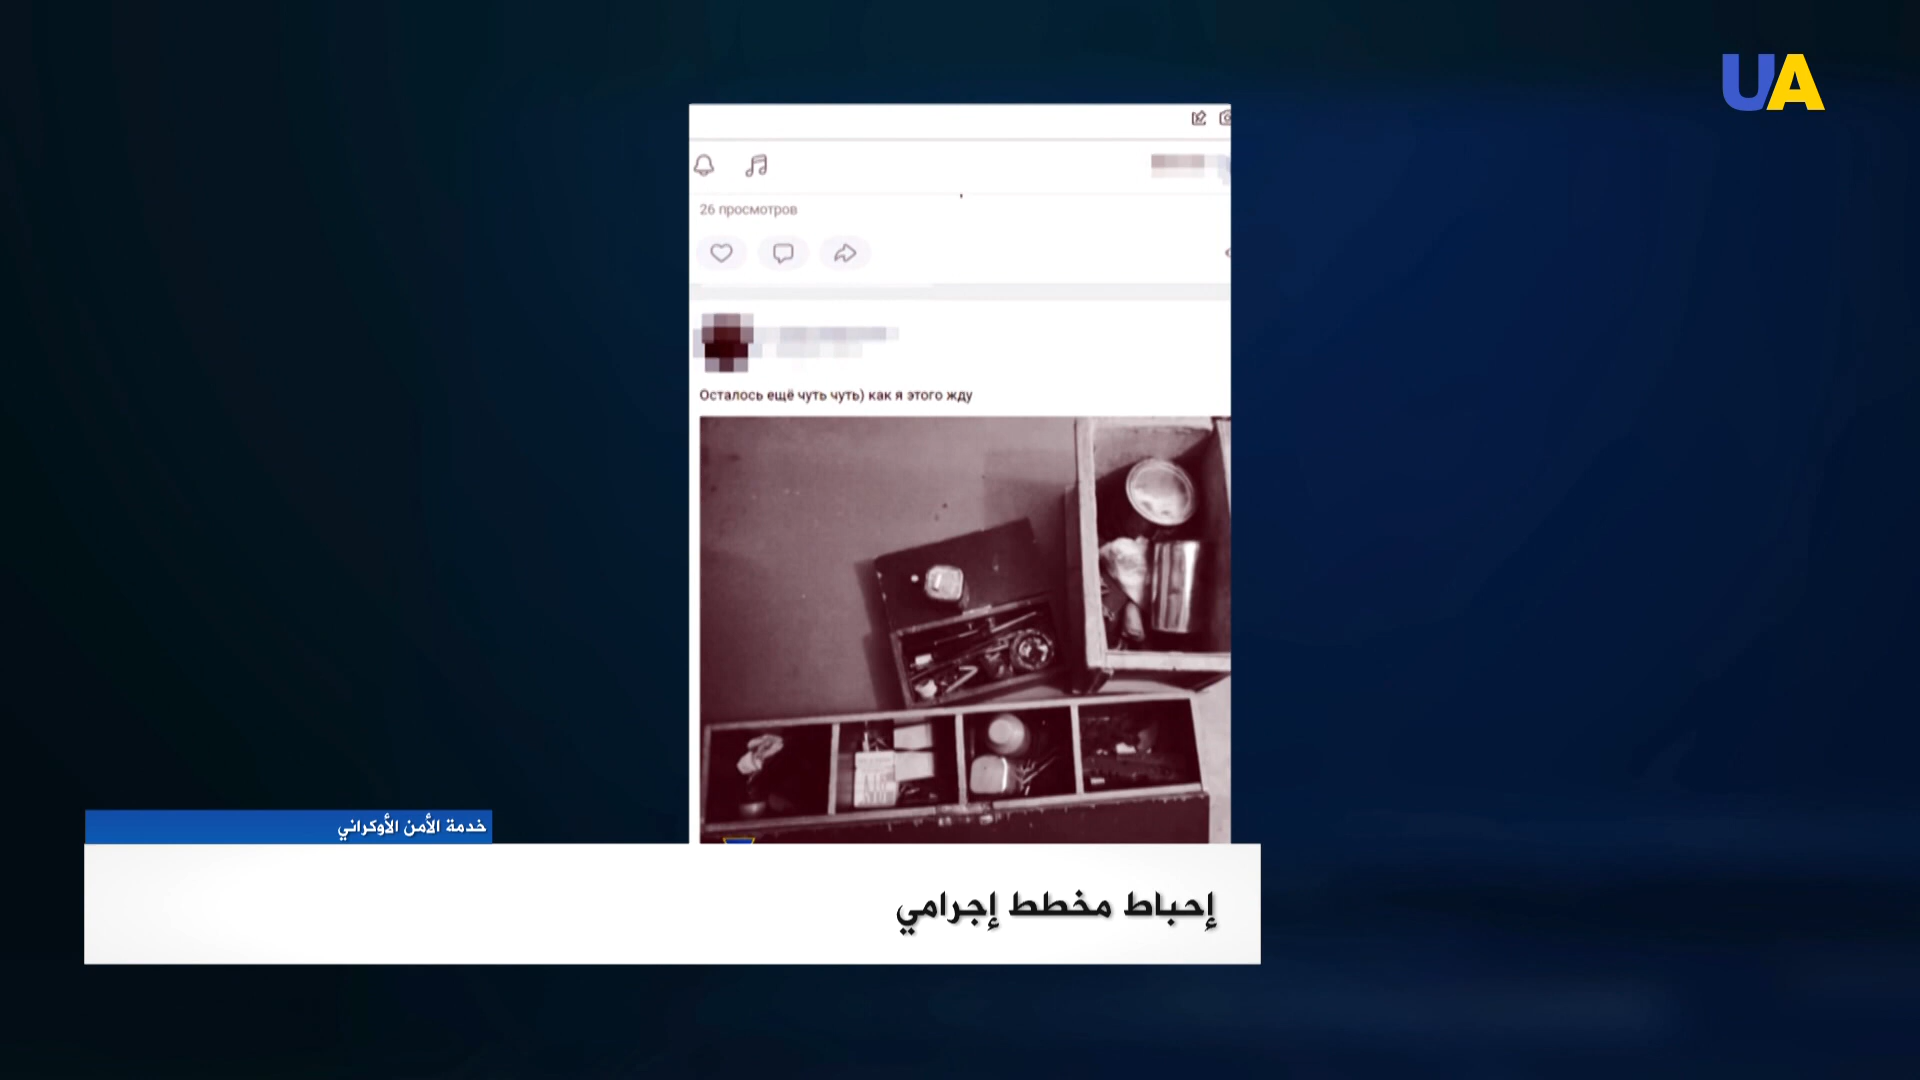 UA
26 просмотров
Осталось ещё чуть чуть) как я этого жду
خدمة الأمن الأوكراني
إحباط مخطط إجرامي